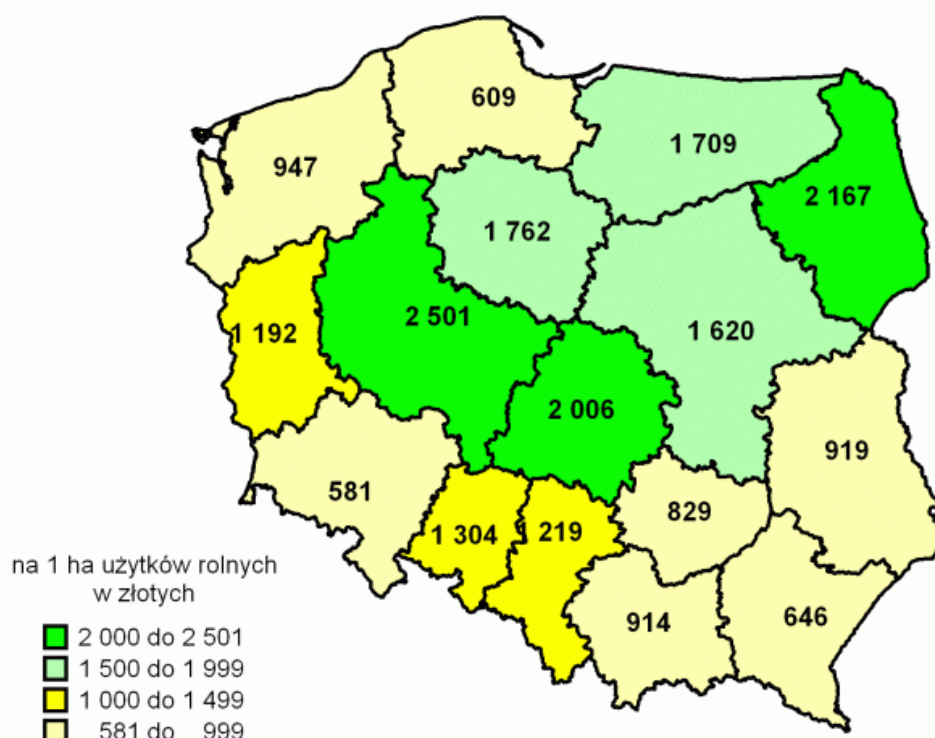 609
1 709
947
2 167
1 762
2 501
1 192
1 620
2 006
919
581
829
1 304
1 219
914
646
na 1 ha użytków rolnych
w złotych
2 000 do 2 501
1 500 do 1 999
1 000 do 1 499
581 do 999